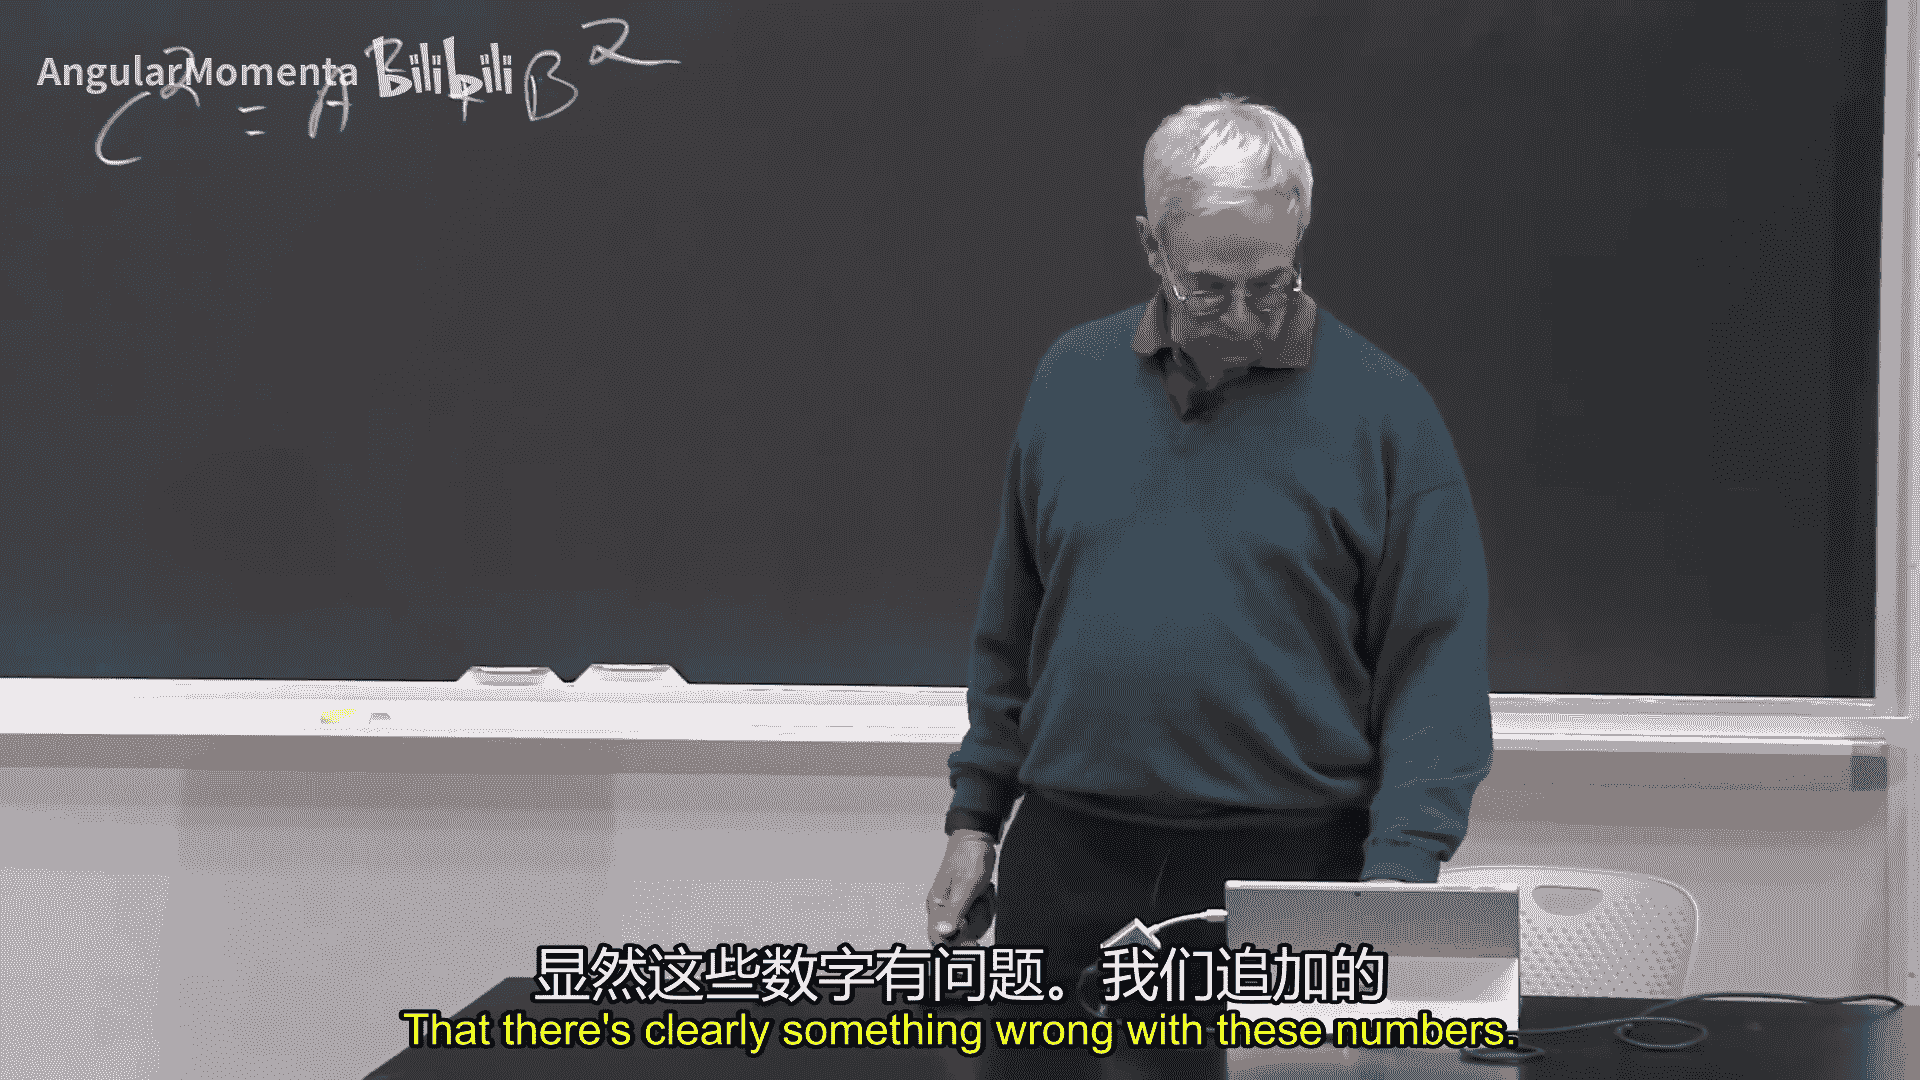 AngularMomenta bilibili
C² = A² + B²
显然这些数字有问题。我们追加的
That there's clearly something wrong with these numbers.